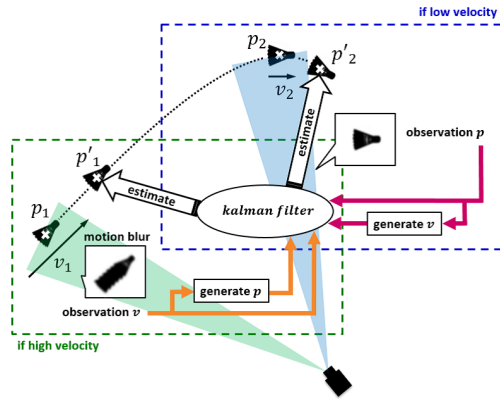 if low velocity
p₂
p′₂
v₂
observation p
estimate
p′₁
estimate
kalman filter
generate v
p₁
v₁
motion blur
generate p
observation v
if high velocity